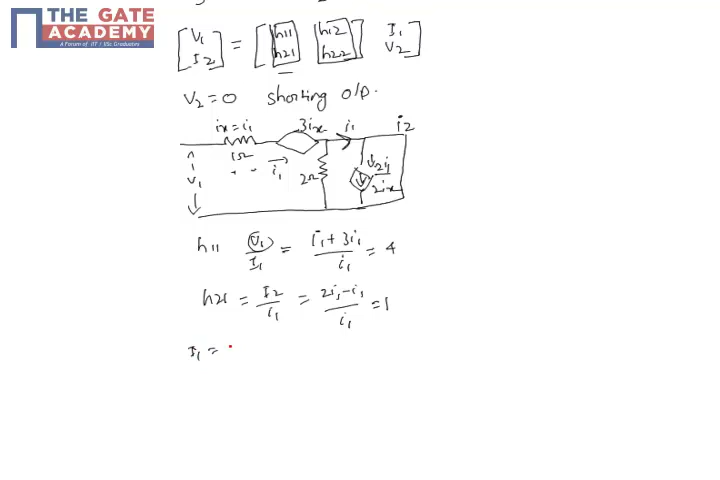 THE GATE ACADEMY
A Forum of IIT / IISc Graduates
[V1 I2] = [h11 h21 h12 h22] [I1 V2]
V2=0 shorting o/p.
ix=i1 3ix i1 i2
1Ω + - i1 2Ω 2i1 2ix
V1
h11 V1/I1 = i1+3i1/i1 = 4
h21 = I2/i1 = 2i1-i1/i1 = 1
I1 =